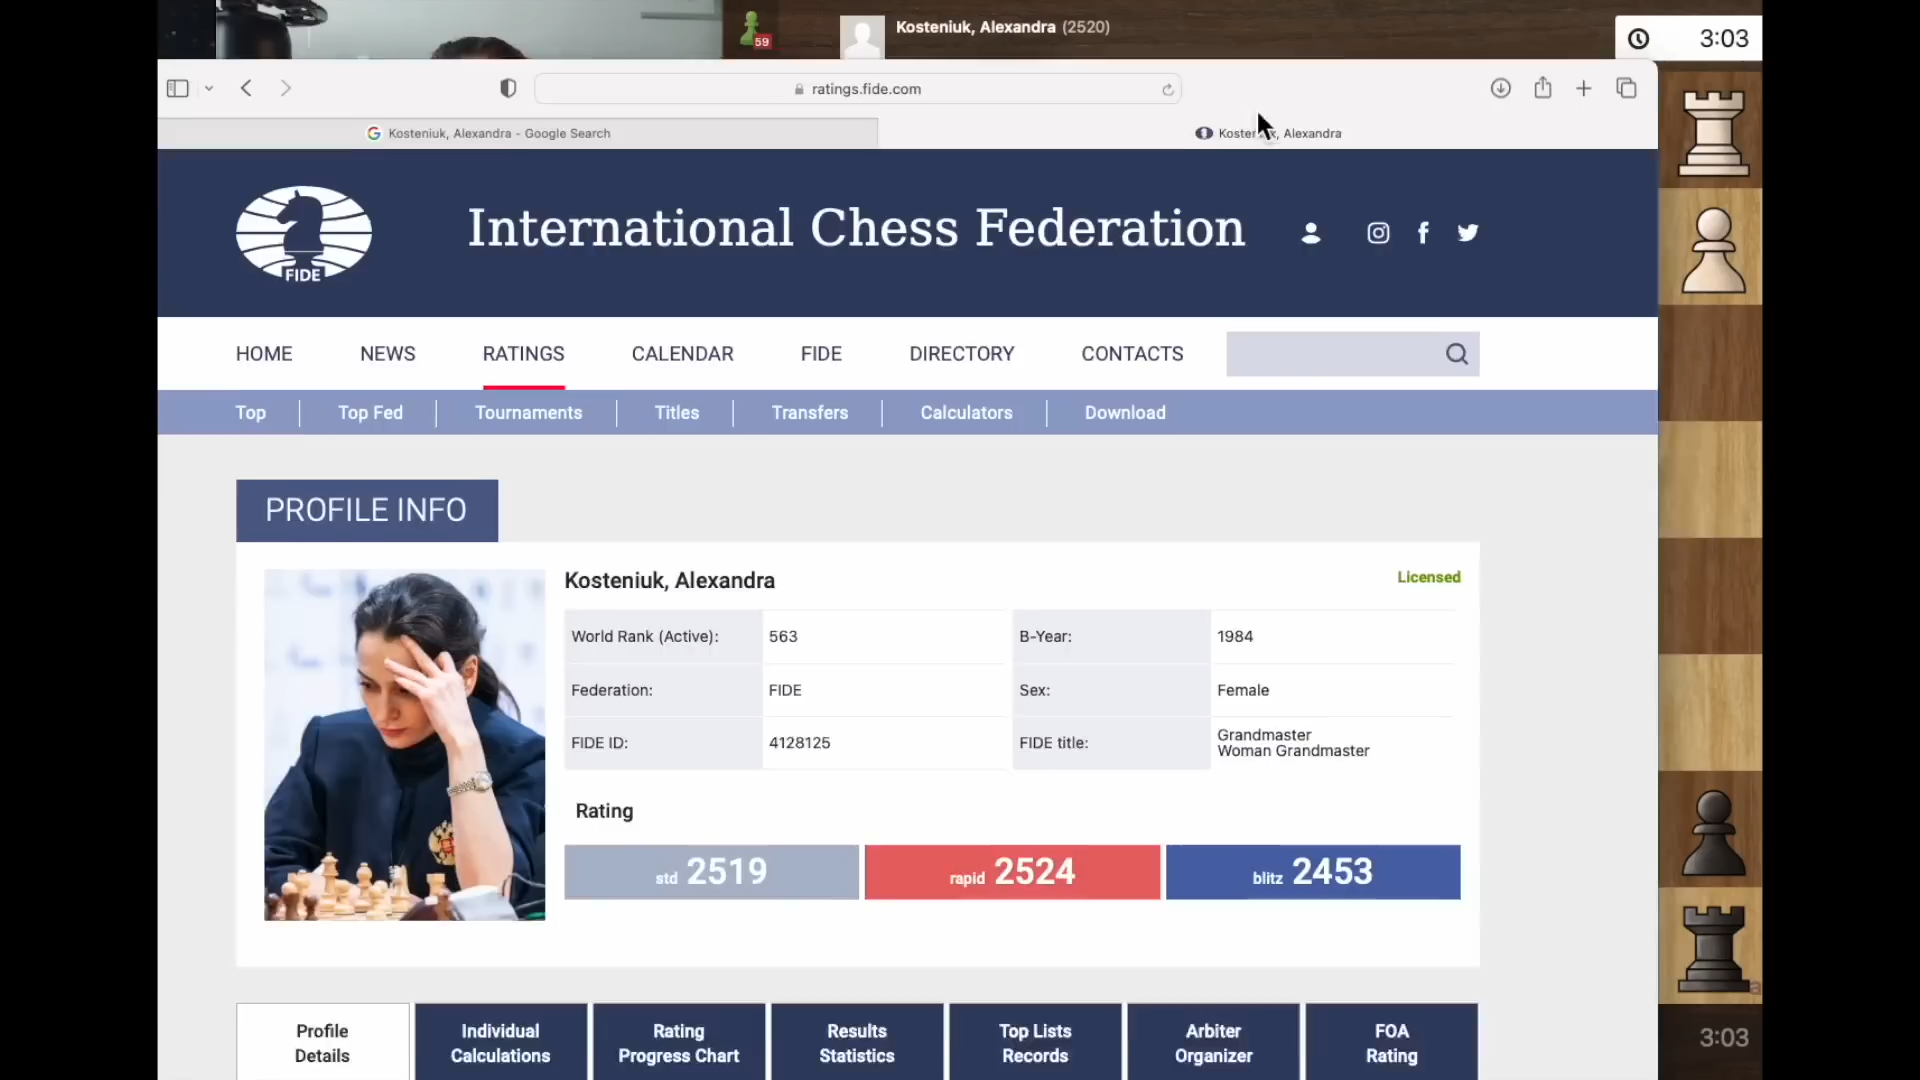 59
Kosteniuk, Alexandra (2520)
3:03
ratings.fide.com
Kosteniuk, Alexandra - Google Search
Alexandra
FIDE
International Chess Federation
HOME NEWS RATINGS CALENDAR FIDE DIRECTORY CONTACTS
Top Top Fed Tournaments Titles Transfers Calculators Download
PROFILE INFO
Kosteniuk, Alexandra
Licensed
World Rank (Active): 563 B-Year: 1984
Federation: FIDE Sex: Female
FIDE ID: 4128125 FIDE title: Grandmaster
Woman Grandmaster
Rating
std 2519 rapid 2524 blitz 2453
Profile Details
Individual Calculations
Rating Progress Chart
Results Statistics
Top Lists Records
Arbiter Organizer
FOA Rating
a
3:03